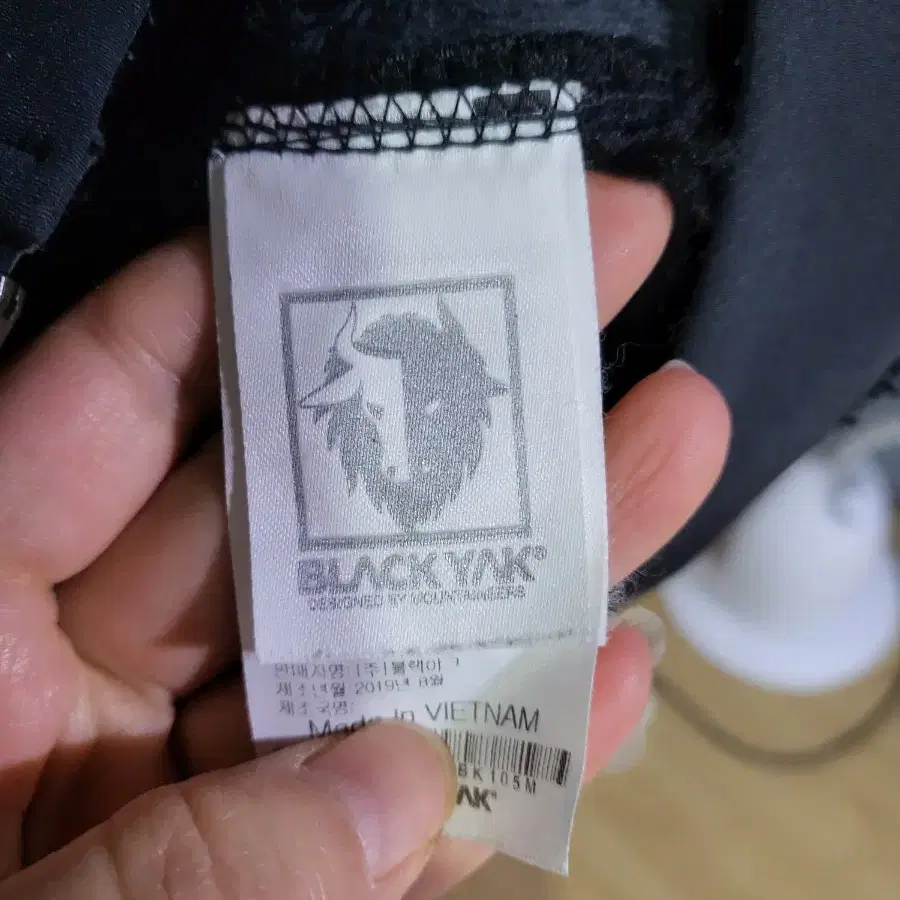 BLACK YAK®
DESIGNED BY MOUNTAINEERS
판매자명: (주)블랙야
제조년월 2019년 8월
제조국명:
Made In VIETNAM
BK105M
YAK®